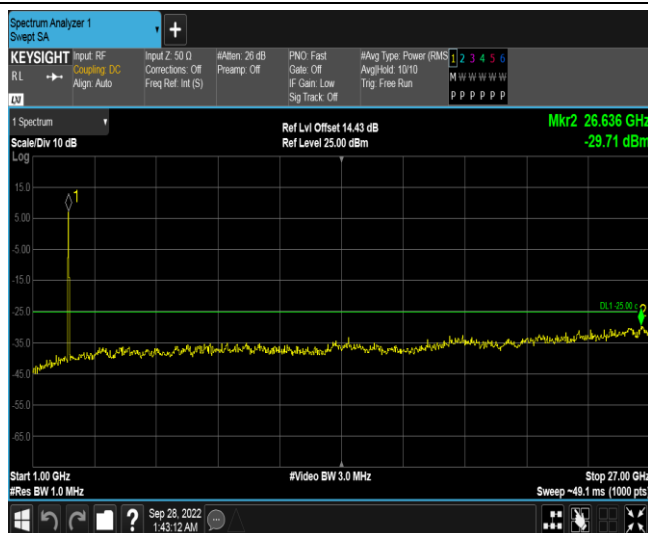 Spectrum Analyzer 1
Swept SA
+
KEYSIGHT
RL
LXI
Input: RF
Coupling: DC
Align: Auto
Input Z: 50 Ω
Corrections: Off
Freq Ref: Int (S)
#Atten: 26 dB
Preamp: Off
PNO: Fast
Gate: Off
IF Gain: Low
Sig Track: Off
#Avg Type: Power (RMS
Avg|Hold: 10/10
Trig: Free Run
1 2 3 4 5 6
M W W W W W
P P P P P P
1 Spectrum
Scale/Div 10 dB
Log
Ref Lvl Offset 14.43 dB
Ref Level 25.00 dBm
Mkr2 26.636 GHz
-29.71 dBm
15.0
5.00
-5.00
-15.0
-25.0
-35.0
-45.0
-55.0
-65.0
1
DL1 -25.00 c
2
Start 1.00 GHz
#Res BW 1.0 MHz
#Video BW 3.0 MHz
Stop 27.00 GHz
Sweep ~49.1 ms (1000 pts)
?
Sep 28, 2022
1:43:12 AM